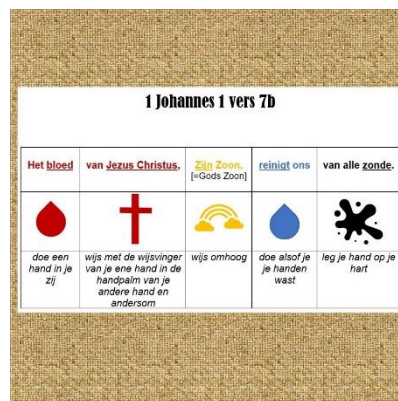 1 Johannes 1 vers 7b
Het bloed
van Jezus Christus,
Zijn Zoon,
[=Gods Zoon]
reinigt ons
van alle zonde.
doe een
hand in je
zij
wijs met de wijsvinger
van je ene hand in de
handpalm van je
andere hand en
andersom
wijs omhoog
doe alsof je
je handen
wast
leg je hand op je
hart